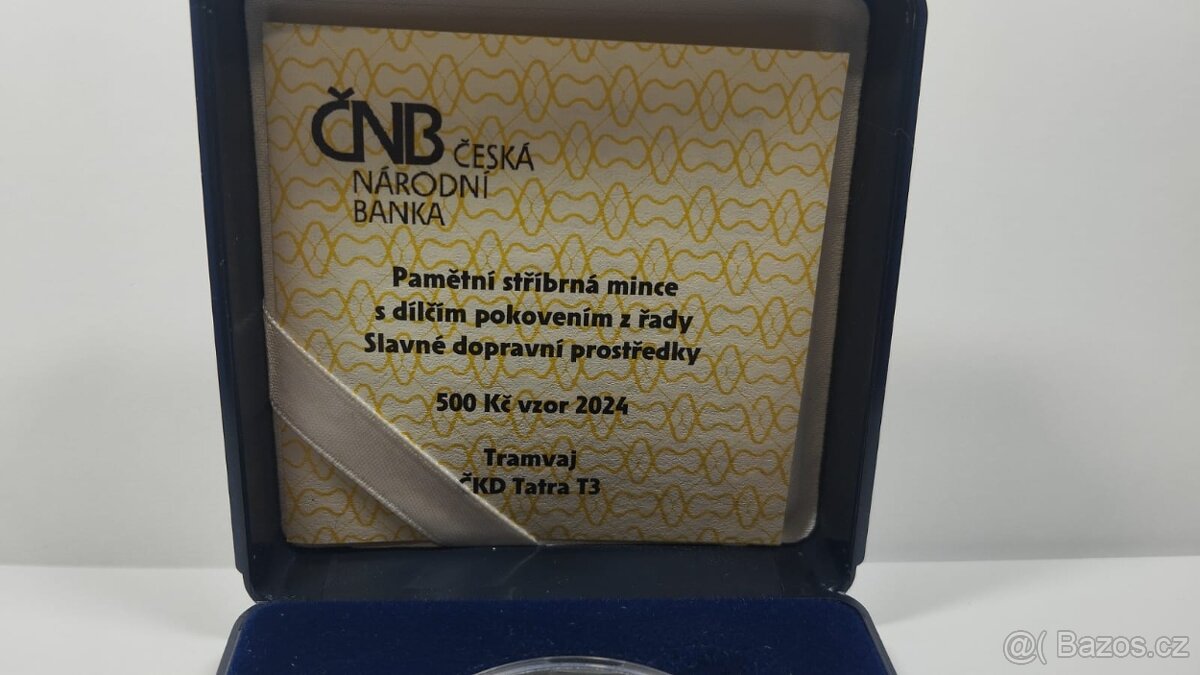 ČNB ČESKÁ
NÁRODNÍ
BANKA
Pamětní stříbrná mince
s dílčím pokovením z řady
Slavné dopravní prostředky
500 Kč vzor 2024
Tramvaj
ČKD Tatra T3
@( Bazos.cz